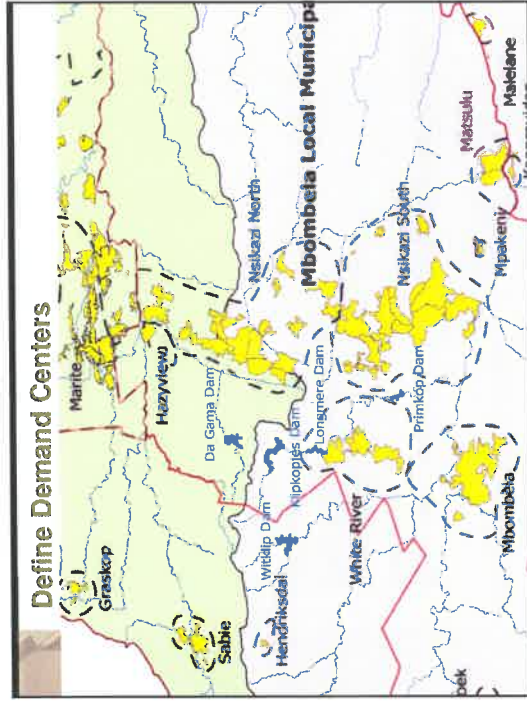 Define Demand Centers
Marite
Graskop
Hazyview
Sabie
Da Gama Dam
Nsikazi North
Mbombela Local Municipa
Hendriksdal
Witklip Dam
Klipkopjes Dam
Longmere Dam
White River
Primkop Dam
Nsikazi South
Matsulu
Malelane
Mpakeni
Mbombela